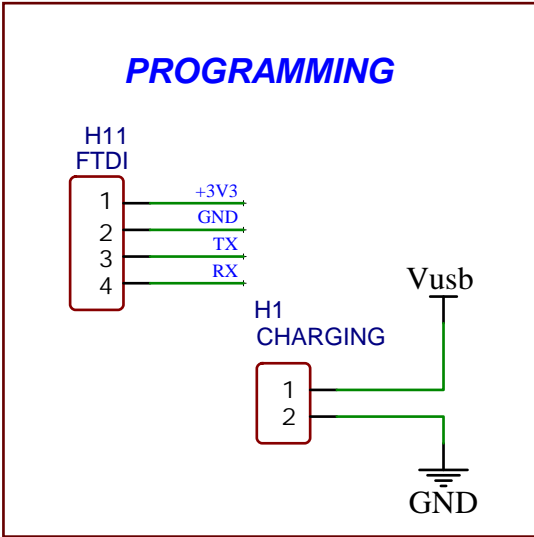 PROGRAMMING
H11
FTDI
1 +3V3
2 GND
3 TX
4 RX
Vusb
H1
CHARGING
1
2
GND